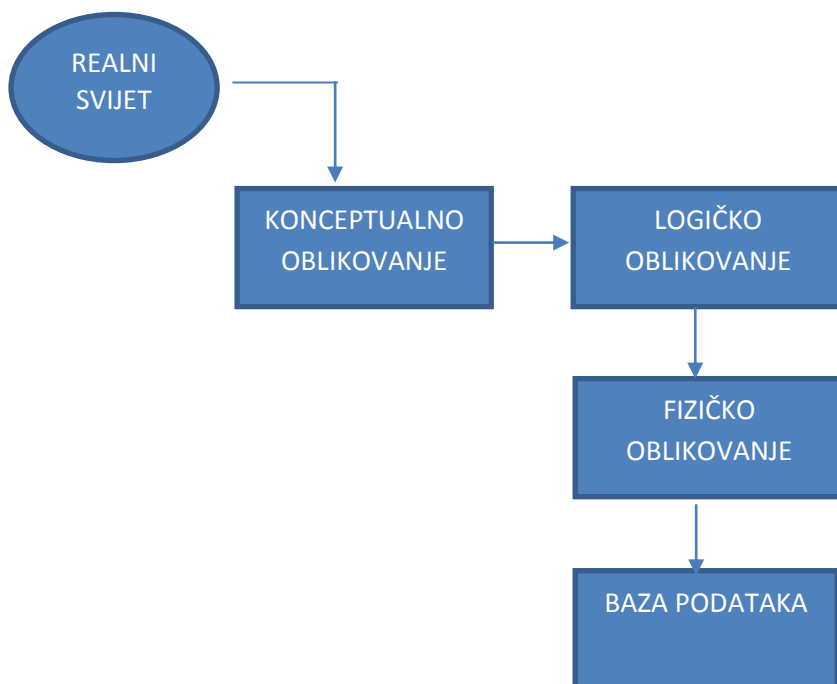 REALNI
SVIJET
KONCEPTUALNO
OBLIKOVANJE
LOGIČKO
OBLIKOVANJE
FIZIČKO
OBLIKOVANJE
BAZA PODATAKA